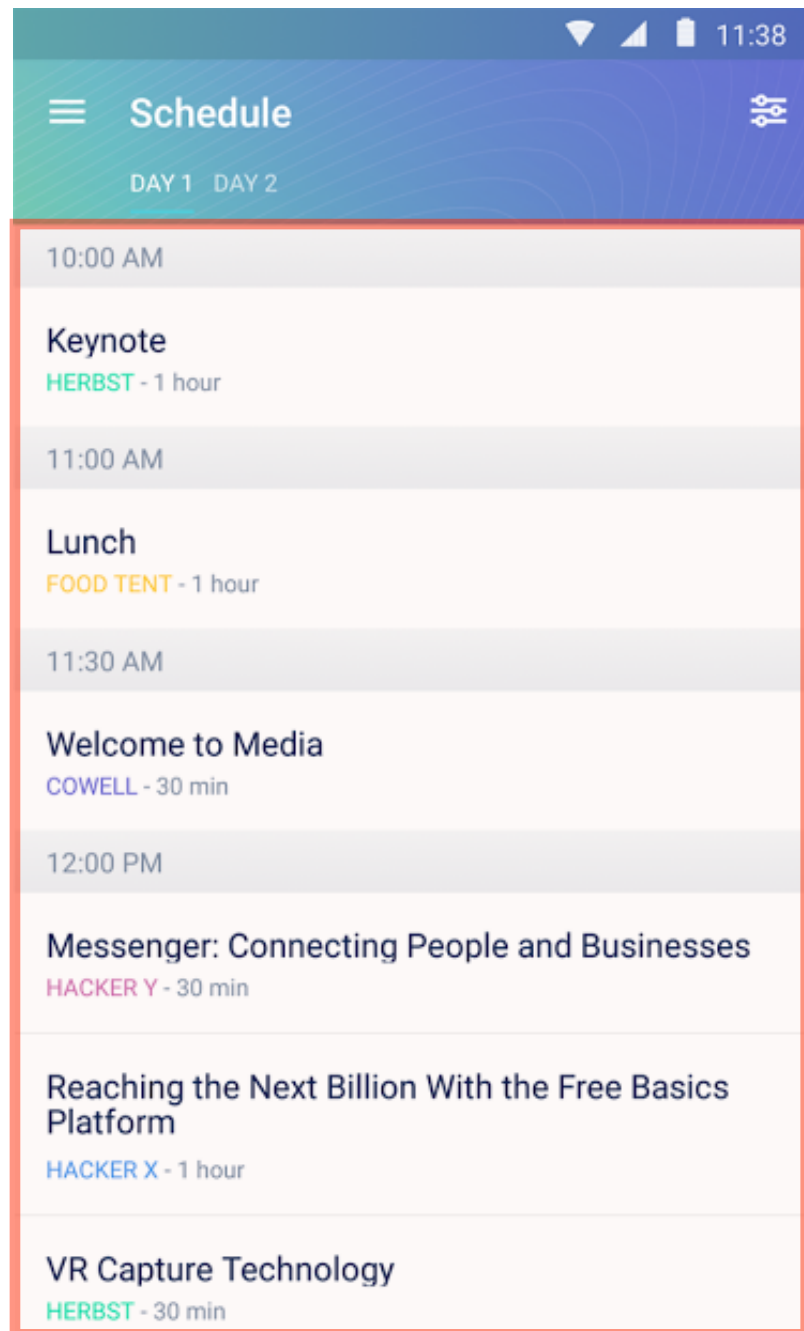 11:38
Schedule
DAY 1 DAY 2
10:00 AM
Keynote
HERBST - 1 hour
11:00 AM
Lunch
FOOD TENT - 1 hour
11:30 AM
Welcome to Media
COWELL - 30 min
12:00 PM
Messenger: Connecting People and Businesses
HACKER Y - 30 min
Reaching the Next Billion With the Free Basics
Platform
HACKER X - 1 hour
VR Capture Technology
HERBST - 30 min